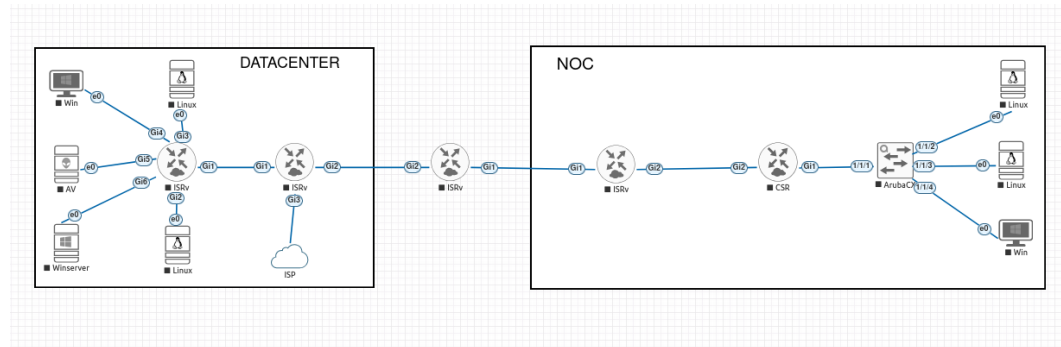 DATACENTER
NOC
Win
e0
Linux
e0
Gi3
Gi4
AV
e0
Gi5
Gi6
ISRv
Gi2
Gi1
Winserver
e0
e0
Linux
Gi1
ISRv
Gi2
Gi3
ISP
Gi2
ISRv
Gi1
Gi1
ISRv
Gi2
Gi2
CSR
Gi1
1/1/1
ArubaCX
1/1/2
1/1/3
1/1/4
e0
Linux
e0
Linux
e0
Win